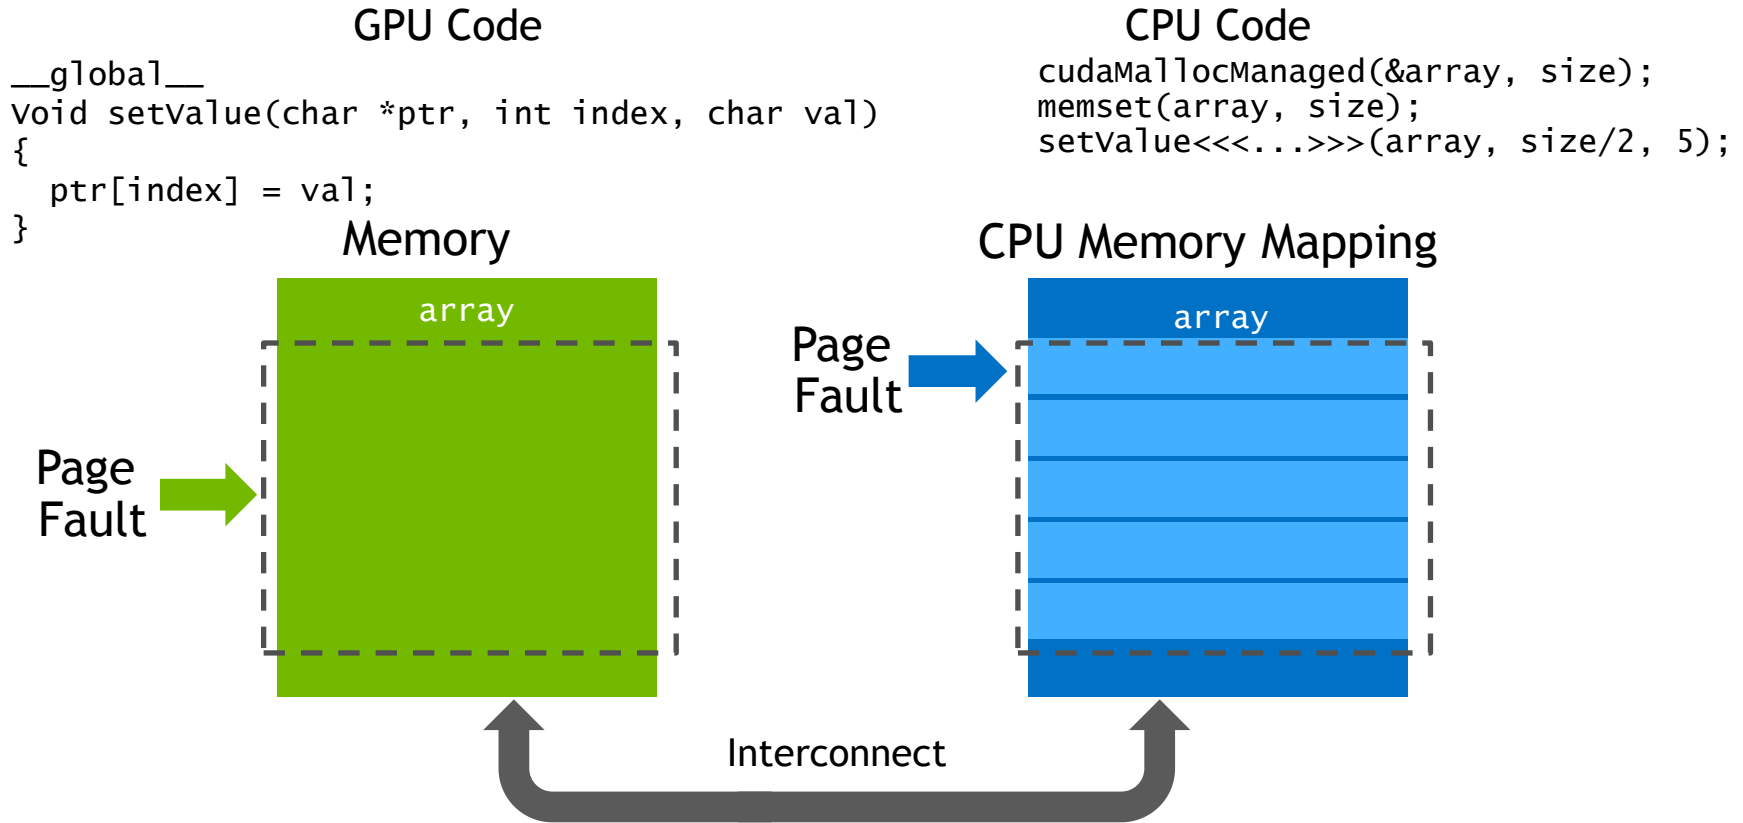 GPU Code
__global__
Void setValue(char *ptr, int index, char val)
{
  ptr[index] = val;
}
CPU Code
cudaMallocManaged(&array, size);
memset(array, size);
setValue<<<...>>>(array, size/2, 5);
Memory
array
Page
Fault
CPU Memory Mapping
array
Page
Fault
Interconnect